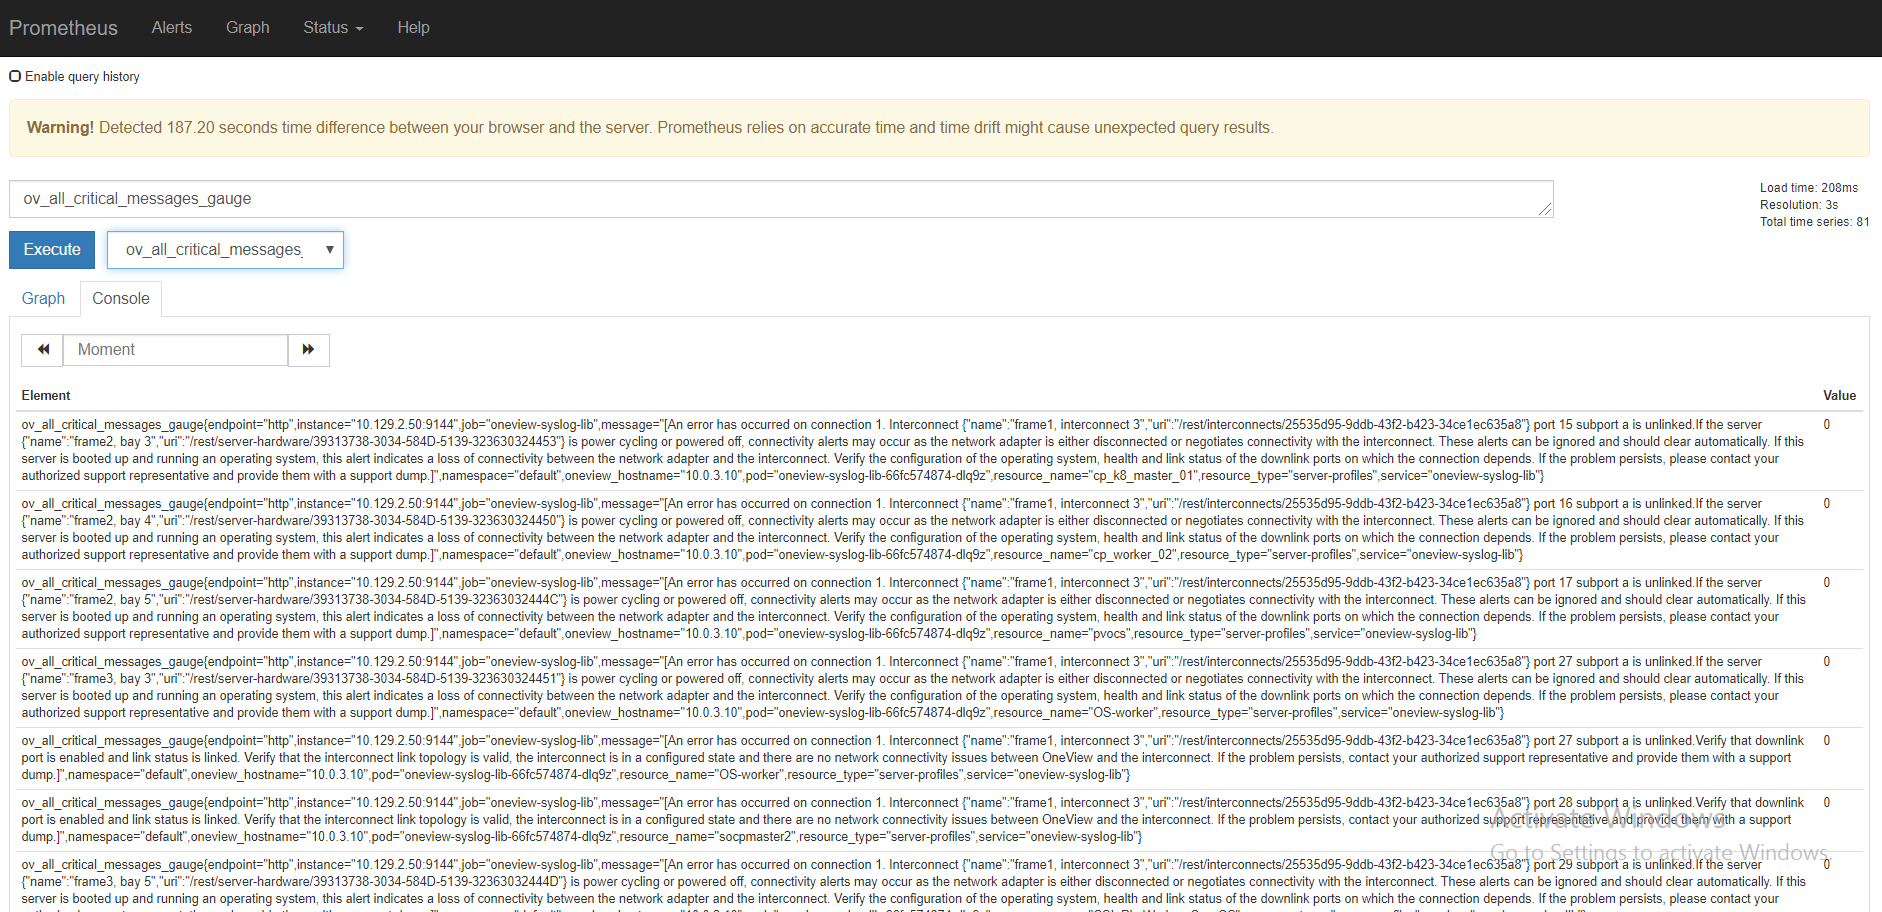 Prometheus Alerts Graph Status Help
Enable query history
Warning! Detected 187.20 seconds time difference between your browser and the server. Prometheus relies on accurate time and time drift might cause unexpected query results.
ov_all_critical_messages_gauge
Load time: 208ms
Resolution: 3s
Total time series: 81
Execute ov_all_critical_messages_
Graph Console
Moment
Element Value
ov_all_critical_messages_gauge{endpoint="http",instance="10.129.2.50:9144",job="oneview-syslog-lib",message="[An error has occurred on connection 1. Interconnect {"name":"frame1, interconnect 3","uri":"/rest/interconnects/25535d95-9ddb-43f2-b423-34ce1ec635a8"} port 15 subport a is unlinked.If the server 0
{"name":"frame2, bay 3","uri":"/rest/server-hardware/39313738-3034-584D-5139-323630324453"} is power cycling or powered off, connectivity alerts may occur as the network adapter is either disconnected or negotiates connectivity with the interconnect. These alerts can be ignored and should clear automatically. If this
server is booted up and running an operating system, this alert indicates a loss of connectivity between the network adapter and the interconnect. Verify the configuration of the operating system, health and link status of the downlink ports on which the connection depends. If the problem persists, please contact your
authorized support representative and provide them with a support dump.]",namespace="default",oneview_hostname="10.0.3.10",pod="oneview-syslog-lib-66fc574874-dlq9z",resource_name="cp_k8_master_01",resource_type="server-profiles",service="oneview-syslog-lib"}
ov_all_critical_messages_gauge{endpoint="http",instance="10.129.2.50:9144",job="oneview-syslog-lib",message="[An error has occurred on connection 1. Interconnect {"name":"frame1, interconnect 3","uri":"/rest/interconnects/25535d95-9ddb-43f2-b423-34ce1ec635a8"} port 16 subport a is unlinked.If the server 0
{"name":"frame2, bay 4","uri":"/rest/server-hardware/39313738-3034-584D-5139-323630324450"} is power cycling or powered off, connectivity alerts may occur as the network adapter is either disconnected or negotiates connectivity with the interconnect. These alerts can be ignored and should clear automatically. If this
server is booted up and running an operating system, this alert indicates a loss of connectivity between the network adapter and the interconnect. Verify the configuration of the operating system, health and link status of the downlink ports on which the connection depends. If the problem persists, please contact your
authorized support representative and provide them with a support dump.]",namespace="default",oneview_hostname="10.0.3.10",pod="oneview-syslog-lib-66fc574874-dlq9z",resource_name="cp_worker_02",resource_type="server-profiles",service="oneview-syslog-lib"}
ov_all_critical_messages_gauge{endpoint="http",instance="10.129.2.50:9144",job="oneview-syslog-lib",message="[An error has occurred on connection 1. Interconnect {"name":"frame1, interconnect 3","uri":"/rest/interconnects/25535d95-9ddb-43f2-b423-34ce1ec635a8"} port 17 subport a is unlinked.If the server 0
{"name":"frame2, bay 5","uri":"/rest/server-hardware/39313738-3034-584D-5139-32363032444C"} is power cycling or powered off, connectivity alerts may occur as the network adapter is either disconnected or negotiates connectivity with the interconnect. These alerts can be ignored and should clear automatically. If this
server is booted up and running an operating system, this alert indicates a loss of connectivity between the network adapter and the interconnect. Verify the configuration of the operating system, health and link status of the downlink ports on which the connection depends. If the problem persists, please contact your
authorized support representative and provide them with a support dump.]",namespace="default",oneview_hostname="10.0.3.10",pod="oneview-syslog-lib-66fc574874-dlq9z",resource_name="pvocs",resource_type="server-profiles",service="oneview-syslog-lib"}
ov_all_critical_messages_gauge{endpoint="http",instance="10.129.2.50:9144",job="oneview-syslog-lib",message="[An error has occurred on connection 1. Interconnect {"name":"frame1, interconnect 3","uri":"/rest/interconnects/25535d95-9ddb-43f2-b423-34ce1ec635a8"} port 27 subport a is unlinked.If the server 0
{"name":"frame3, bay 3","uri":"/rest/server-hardware/39313738-3034-584D-5139-323630324451"} is power cycling or powered off, connectivity alerts may occur as the network adapter is either disconnected or negotiates connectivity with the interconnect. These alerts can be ignored and should clear automatically. If this
server is booted up and running an operating system, this alert indicates a loss of connectivity between the network adapter and the interconnect. Verify the configuration of the operating system, health and link status of the downlink ports on which the connection depends. If the problem persists, please contact your
authorized support representative and provide them with a support dump.]",namespace="default",oneview_hostname="10.0.3.10",pod="oneview-syslog-lib-66fc574874-dlq9z",resource_name="OS-worker",resource_type="server-profiles",service="oneview-syslog-lib"}
ov_all_critical_messages_gauge{endpoint="http",instance="10.129.2.50:9144",job="oneview-syslog-lib",message="[An error has occurred on connection 1. Interconnect {"name":"frame1, interconnect 3","uri":"/rest/interconnects/25535d95-9ddb-43f2-b423-34ce1ec635a8"} port 27 subport a is unlinked.Verify that downlink 0
port is enabled and link status is linked. Verify that the interconnect link topology is valid, the interconnect is in a configured state and there are no network connectivity issues between OneView and the interconnect. If the problem persists, contact your authorized support representative and provide them with a support
dump.]",namespace="default",oneview_hostname="10.0.3.10",pod="oneview-syslog-lib-66fc574874-dlq9z",resource_name="OS-worker",resource_type="server-profiles",service="oneview-syslog-lib"}
ov_all_critical_messages_gauge{endpoint="http",instance="10.129.2.50:9144",job="oneview-syslog-lib",message="[An error has occurred on connection 1. Interconnect {"name":"frame1, interconnect 3","uri":"/rest/interconnects/25535d95-9ddb-43f2-b423-34ce1ec635a8"} port 28 subport a is unlinked.Verify that downlink 0
port is enabled and link status is linked. Verify that the interconnect link topology is valid, the interconnect is in a configured state and there are no network connectivity issues between OneView and the interconnect. If the problem persists, contact your authorized support representative and provide them with a support
dump.]",namespace="default",oneview_hostname="10.0.3.10",pod="oneview-syslog-lib-66fc574874-dlq9z",resource_name="socpmaster2",resource_type="server-profiles",service="oneview-syslog-lib"}
Activate Windows
Go to Settings to activate Windows.
ov_all_critical_messages_gauge{endpoint="http",instance="10.129.2.50:9144",job="oneview-syslog-lib",message="[An error has occurred on connection 1. Interconnect {"name":"frame1, interconnect 3","uri":"/rest/interconnects/25535d95-9ddb-43f2-b423-34ce1ec635a8"} port 29 subport a is unlinked.If the server 0
{"name":"frame3, bay 5","uri":"/rest/server-hardware/39313738-3034-584D-5139-32363032444D"} is power cycling or powered off, connectivity alerts may occur as the network adapter is either disconnected or negotiates connectivity with the interconnect. These alerts can be ignored and should clear automatically. If this
server is booted up and running an operating system, this alert indicates a loss of connectivity between the network adapter and the interconnect. Verify the configuration of the operating system, health and link status of the downlink ports on which the connection depends. If the problem persists, please contact your